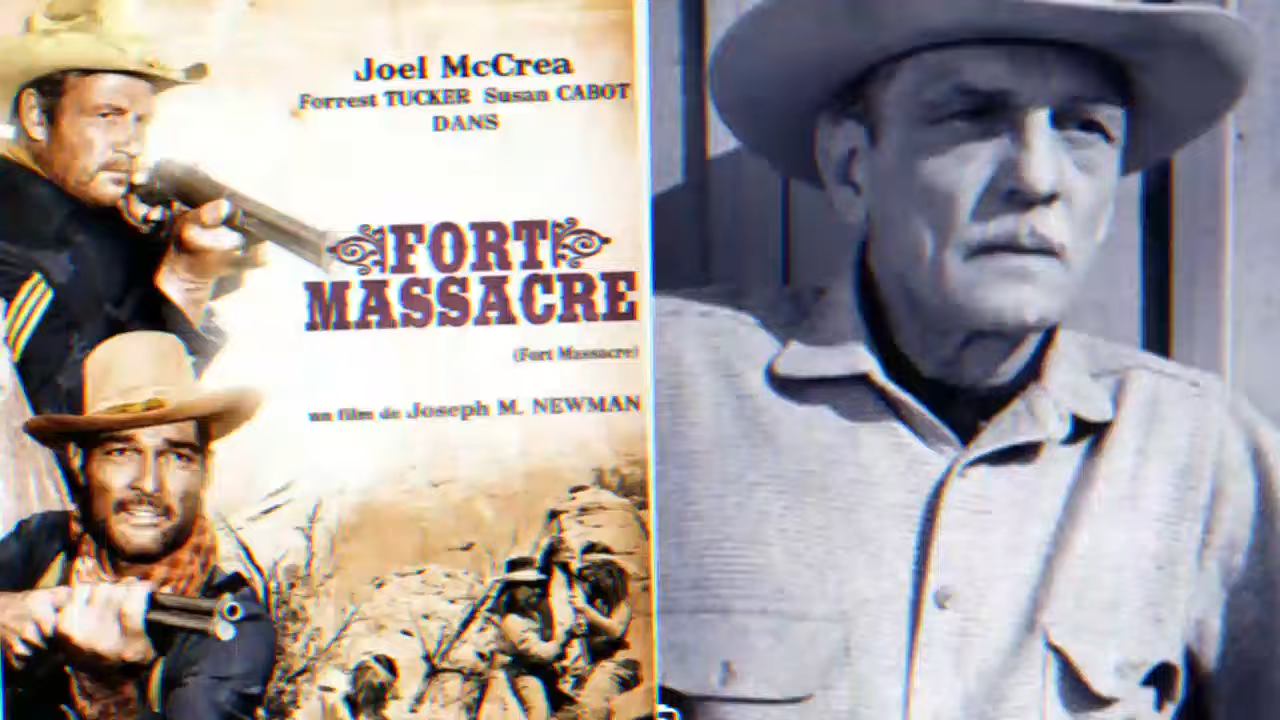 Joel McCrea
Forrest TUCKER Susan CABOT
DANS
FORT
MASSACRE
(Fort Massacre)
un film de Joseph M. NEWMAN